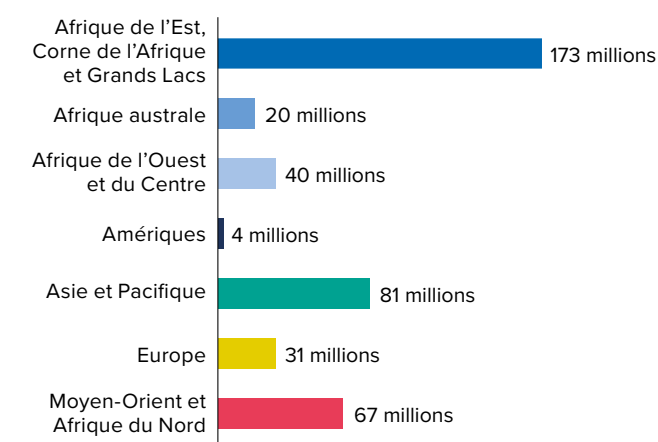 Afrique de l’Est,
Corne de l’Afrique
et Grands Lacs
173 millions
Afrique australe
20 millions
Afrique de l’Ouest
et du Centre
40 millions
Amériques
4 millions
Asie et Pacifique
81 millions
Europe
31 millions
Moyen-Orient et
Afrique du Nord
67 millions